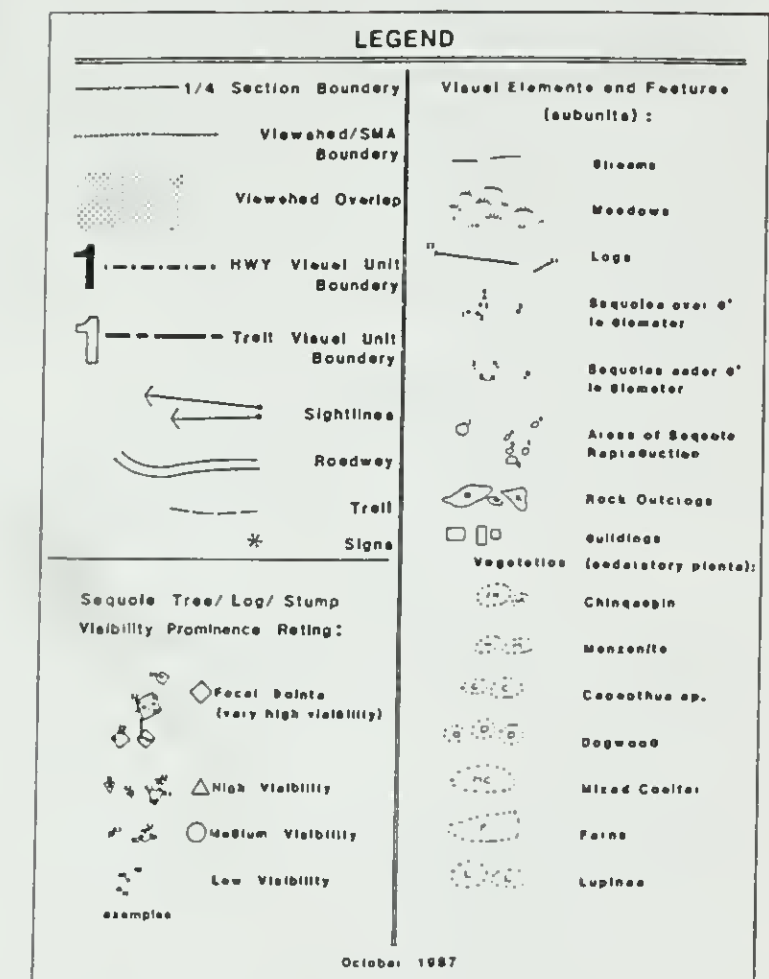 LEGEND
1/4 Section Boundary
Viewshed/SMA
Boundary
Viewshed Overlap
1 HWY Visual Unit
Boundary
1 Trail Visual Unit
Boundary
Sightlines
Roadway
Trail
* Signs
Sequoia Tree/ Log/ Stump
Visibility Prominence Rating:
Focal Points
(very high visibility)
High Visibility
Medium Visibility
Low Visibility
examples
Visual Elements and Features
(subunits) :
Streams
Meadows
Logs
Sequoias over 6'
in Diameter
Sequoias under 6'
in Diameter
Areas of Sequoia
Reproduction
Rock Outcrops
Buildings
Vegetation (understory plants):
Chinquapin
Manzanita
Ceanothus sp.
Dogwood
D D D
Mixed Conifer
MC
Ferns
F
Lupines
L L
October 1987